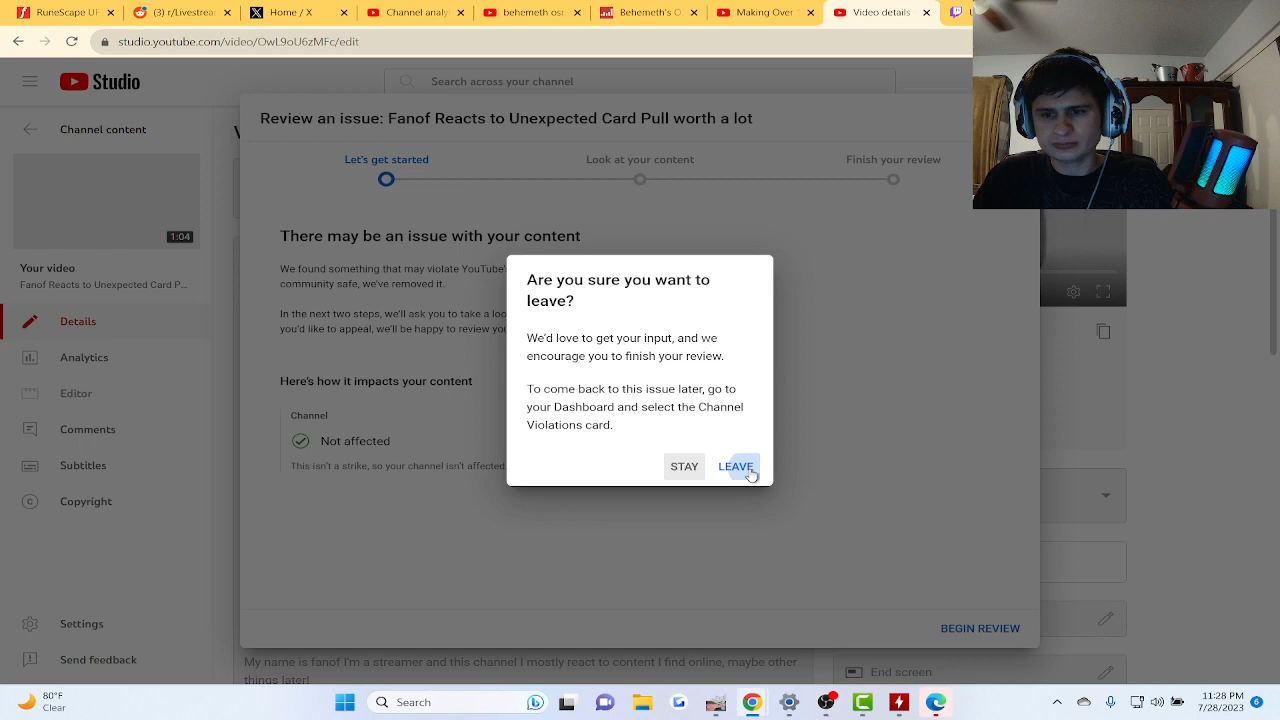 RuneScape UF
(30) r/Livestrear
Home / X
Channel analy
behemeth - Y
Behemeth's O
Making Over
Video details
studio.youtube.com/video/OwL9oU6zMFc/edit
Studio
Search across your channel
Channel content
1:04
Your video
Fanof Reacts to Unexpected Card P...
Details
Analytics
Editor
Comments
Subtitles
Copyright
Settings
Send feedback
Review an issue: Fanof Reacts to Unexpected Card Pull worth a lot
Let's get started
Look at your content
Finish your review
There may be an issue with your content
We found something that may violate YouTube's
community safe, we've removed it.
In the next two steps, we'll ask you to take a loo
you'd like to appeal, we'll be happy to review you
Here's how it impacts your content
Channel
Not affected
This isn't a strike, so your channel isn't affected
Are you sure you want to
leave?
We'd love to get your input, and we
encourage you to finish your review.
To come back to this issue later, go to
your Dashboard and select the Channel
Violations card.
STAY
LEAVE
BEGIN REVIEW
My name is fanof I'm a streamer and this channel I mostly react to content I find online, maybe other
things later!
End screen
80°F
Clear
Search
11:28 PM
7/28/2023
6